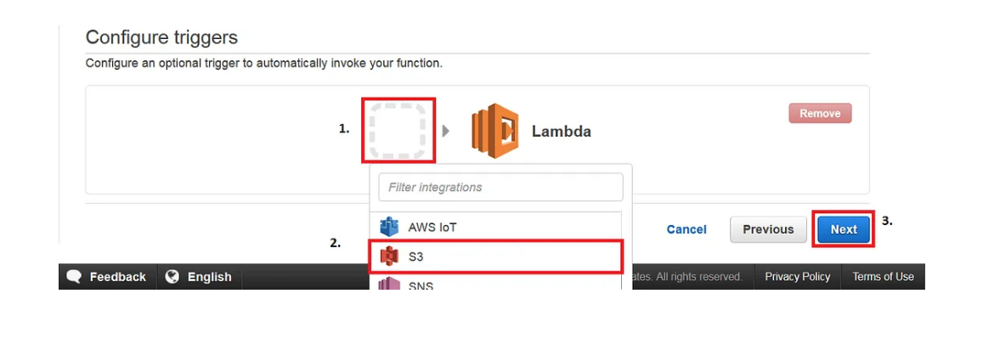 Configure triggers
Configure an optional trigger to automatically invoke your function.
Remove
1.
Lambda
Filter integrations
AWS IoT
Cancel
Previous
Next
3.
2.
S3
Feedback
English
SNS
All rights reserved.
Privacy Policy
Terms of Use